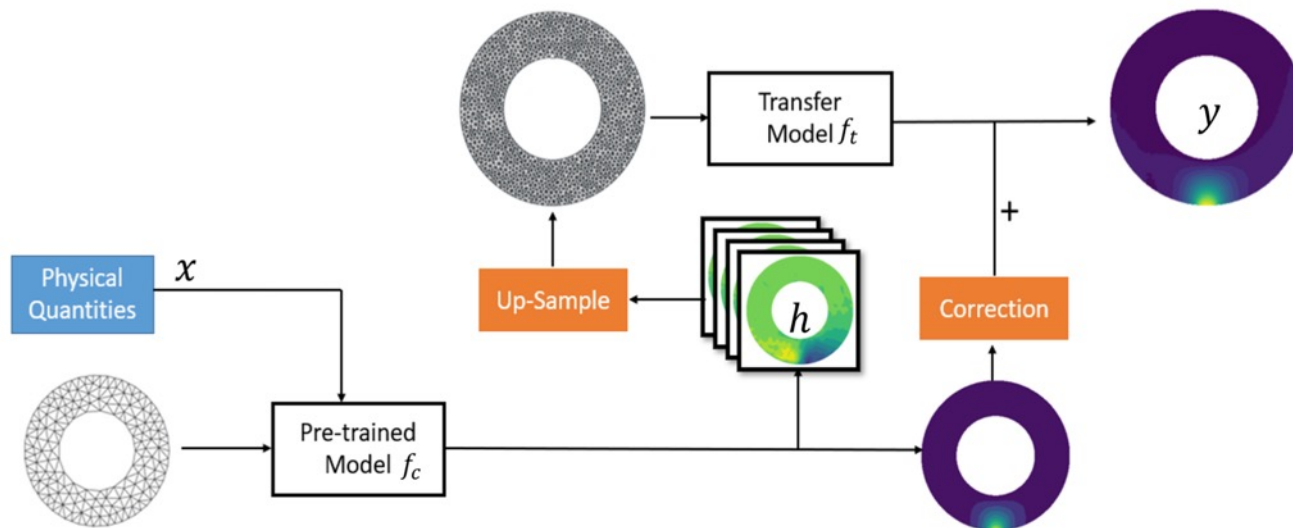 Transfer
Model f_t
y
+
Physical
Quantities
x
Up-Sample
h
Correction
Pre-trained
Model f_c